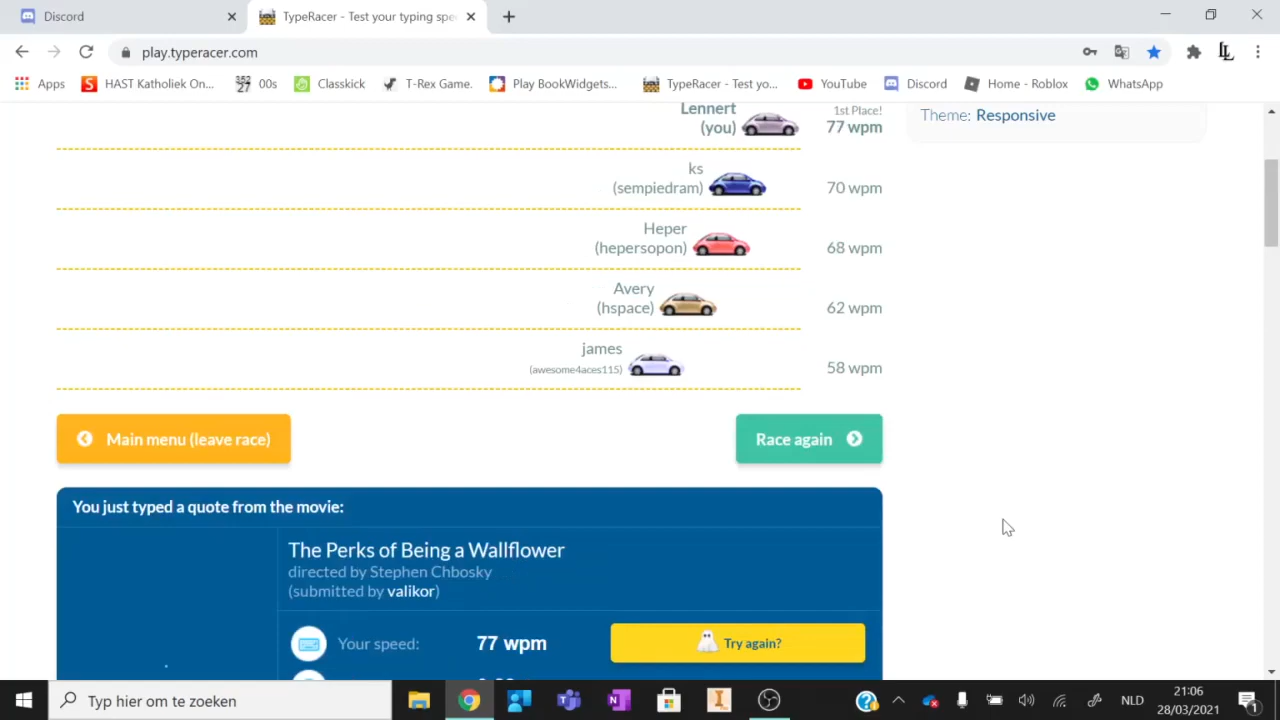 Discord
TypeRacer - Test your typing spe
play.typeracer.com
Apps
HAST Katholiek On...
00s
Classkick
T-Rex Game.
Play BookWidgets...
TypeRacer - Test yo...
YouTube
Discord
Home - Roblox
WhatsApp
Lennert
(you)
1st Place!
77 wpm
Theme: Responsive
ks
(sempiedram)
70 wpm
Heper
(hepersopon)
68 wpm
Avery
(hspace)
62 wpm
james
(awesome4aces115)
58 wpm
Main menu (leave race)
Race again
You just typed a quote from the movie:
The Perks of Being a Wallflower
directed by Stephen Chbosky
(submitted by valikor)
Your speed:
77 wpm
Try again?
Typ hier om te zoeken
NLD
21:06
28/03/2021
1